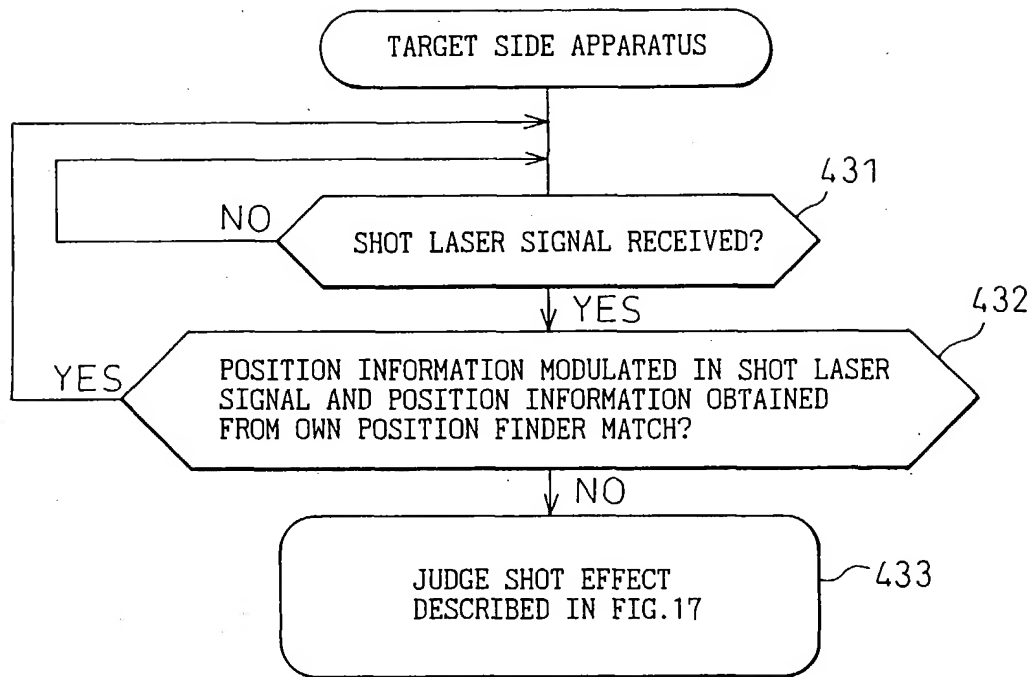 TARGET SIDE APPARATUS
431
NO
SHOT LASER SIGNAL RECEIVED?
YES
432
YES
POSITION INFORMATION MODULATED IN SHOT LASER
SIGNAL AND POSITION INFORMATION OBTAINED
FROM OWN POSITION FINDER MATCH?
NO
JUDGE SHOT EFFECT
DESCRIBED IN FIG.17
433